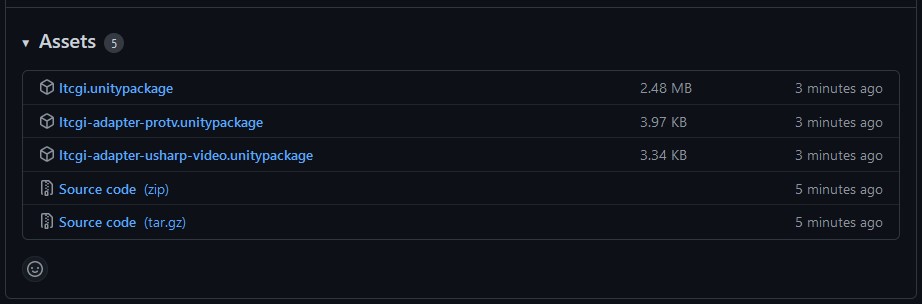 Assets 5
ltcgi.unitypackage 2.48 MB 3 minutes ago
ltcgi-adapter-protv.unitypackage 3.97 KB 3 minutes ago
ltcgi-adapter-usharp-video.unitypackage 3.34 KB 3 minutes ago
Source code (zip) 5 minutes ago
Source code (tar.gz) 5 minutes ago